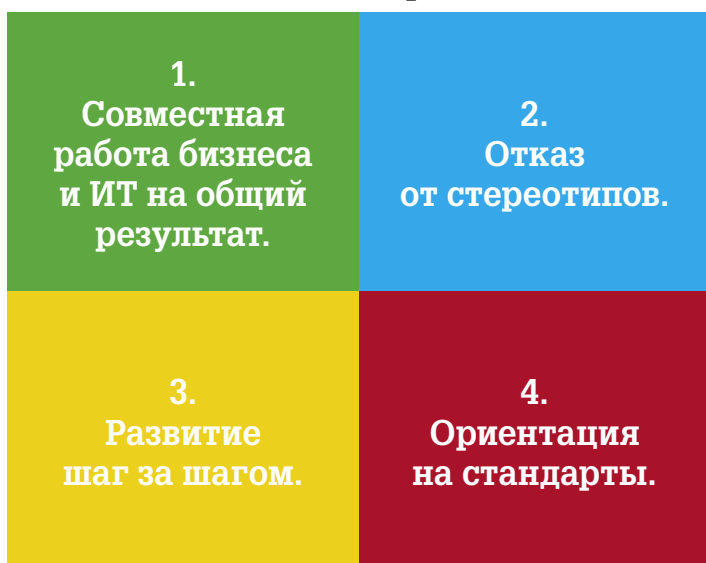 1.
Совместная
работа бизнеса
и ИТ на общий
результат.
2.
Отказ
от стереотипов.
3.
Развитие
шаг за шагом.
4.
Ориентация
на стандарты.